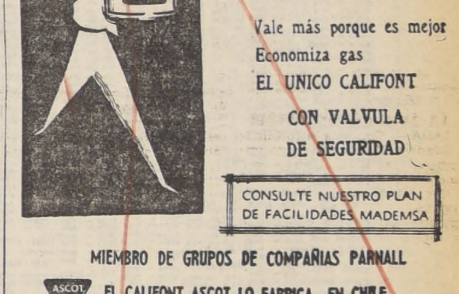 Vale más porque es mejor
Economiza gas
EL UNICO CALIFONT
CON VALVULA
DE SEGURIDAD
CONSULTE NUESTRO PLAN
DE FACILIDADES MADEMSA
MIEMBRO DE GRUPOS DE COMPAÑIAS PARNALL
ASCOT
EL CALIFONT ASCOT LO FABRICA EN CHILE